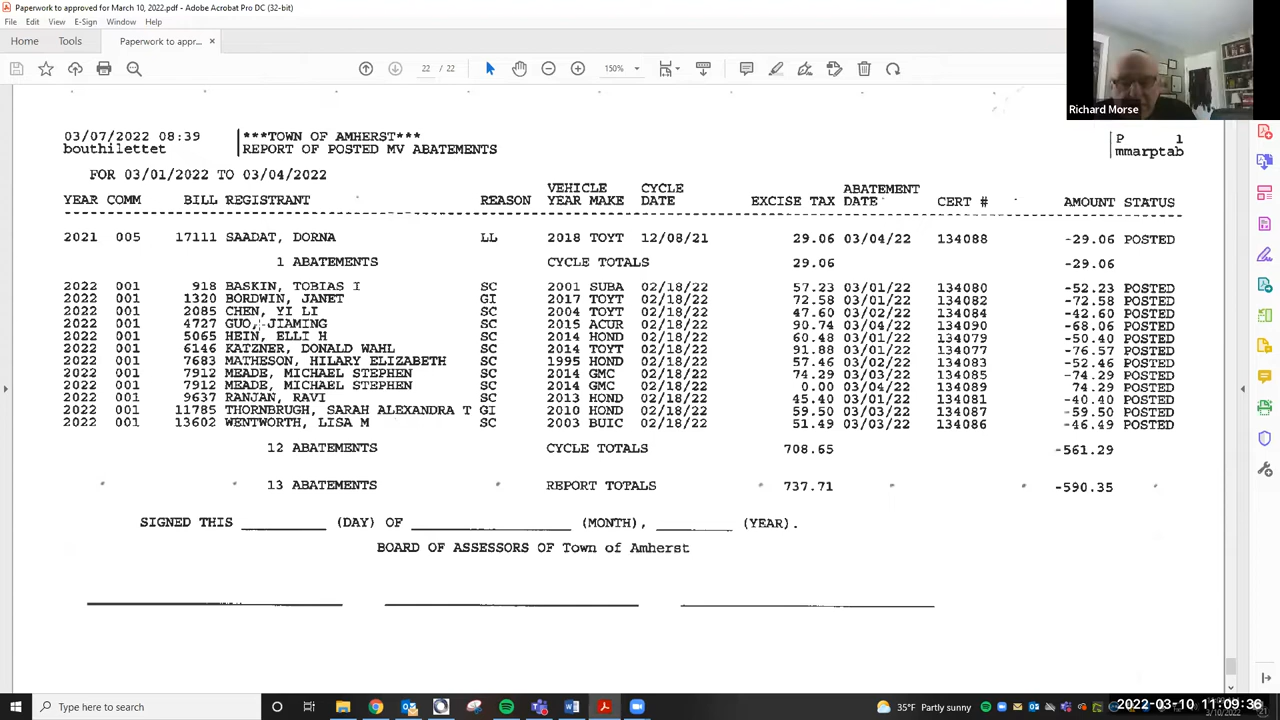 Paperwork to approved for March 10, 2022.pdf - Adobe Acrobat Pro DC (32-bit)
File Edit View E-Sign Window Help
Home Tools Paperwork to appr... ×
22 / 22 150%
Richard Morse
03/07/2022 08:39 ***TOWN OF AMHERST*** P 1
bouthilettet REPORT OF POSTED MV ABATEMENTS mmarptab
FOR 03/01/2022 TO 03/04/2022
VEHICLE CYCLE ABATEMENT
YEAR COMM BILL REGISTRANT REASON YEAR MAKE DATE EXCISE TAX DATE CERT # AMOUNT STATUS
2021 005 17111 SAADAT, DORNA LL 2018 TOYT 12/08/21 29.06 03/04/22 134088 -29.06 POSTED
1 ABATEMENTS CYCLE TOTALS 29.06 -29.06
2022 001 918 BASKIN, TOBIAS I SC 2001 SUBA 02/18/22 57.23 03/01/22 134080 -52.23 POSTED
2022 001 1320 BORDWIN, JANET GI 2017 TOYT 02/18/22 72.58 03/01/22 134082 -72.58 POSTED
2022 001 2085 CHEN, YI LI SC 2004 TOYT 02/18/22 47.60 03/03/22 134084 -42.60 POSTED
2022 001 4727 GUO, JIAMING SC 2015 ACUR 02/18/22 90.74 03/04/22 134090 -68.06 POSTED
2022 001 5065 HEIN, ELLI H SC 2014 HOND 02/18/22 60.48 03/01/22 134079 -50.40 POSTED
2022 001 6146 KATZNER, DONALD WAHL SC 2014 TOYT 02/18/22 91.88 03/01/22 134077 -76.57 POSTED
2022 001 7683 MATHESON, HILARY ELIZABETH SC 1995 HOND 02/18/22 57.46 03/02/22 134083 -52.46 POSTED
2022 001 7912 MEADE, MICHAEL STEPHEN SC 2014 GMC 02/18/22 74.29 03/03/22 134085 -74.29 POSTED
2022 001 7912 MEADE, MICHAEL STEPHEN SC 2014 GMC 02/18/22 0.00 03/04/22 134089 74.29 POSTED
2022 001 9637 RANJAN, RAVI SC 2013 HOND 02/18/22 45.40 03/01/22 134081 -40.40 POSTED
2022 001 11785 THORNBRUGH, SARAH ALEXANDRA T GI 2010 HOND 02/18/22 59.50 03/03/22 134087 -59.50 POSTED
2022 001 13602 WENTWORTH, LISA M SC 2003 BUIC 02/18/22 51.49 03/03/22 134086 -46.49 POSTED
12 ABATEMENTS CYCLE TOTALS 708.65 -561.29
13 ABATEMENTS REPORT TOTALS 737.71 -590.35
SIGNED THIS (DAY) OF (MONTH), (YEAR).
BOARD OF ASSESSORS OF Town of Amherst
Type here to search 35°F Partly sunny 2022-03-10 11:09:36